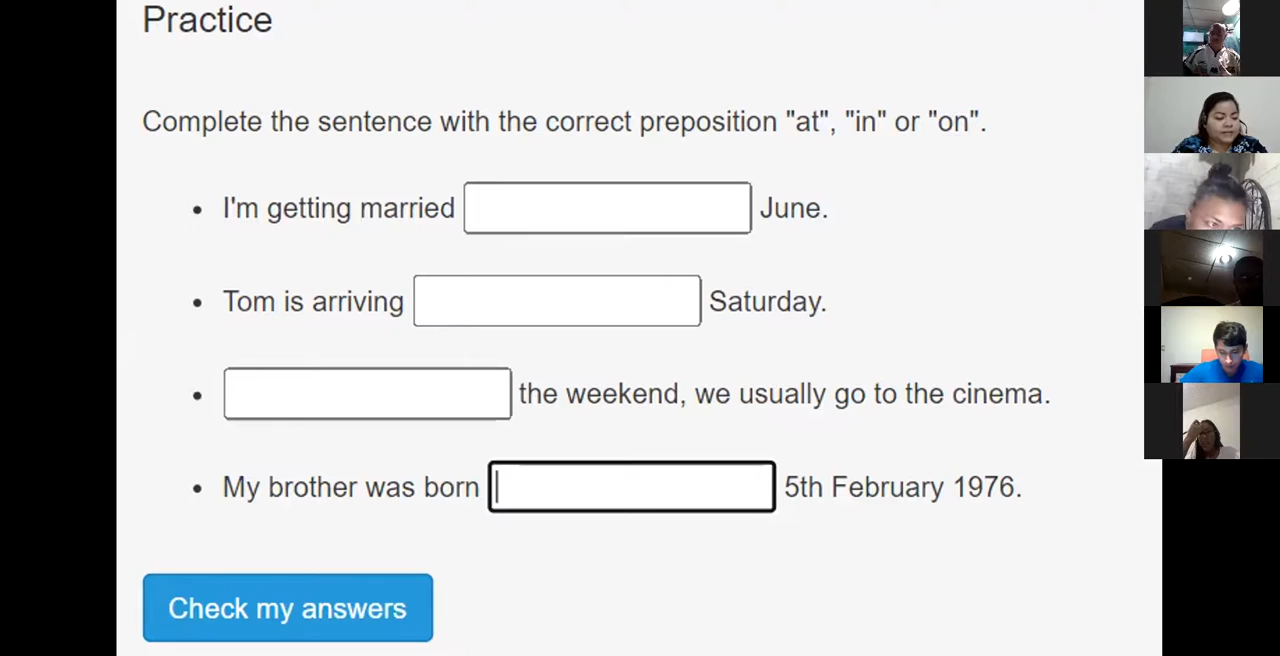 Practice
Complete the sentence with the correct preposition "at", "in" or "on".
I'm getting married June.
Tom is arriving Saturday.
the weekend, we usually go to the cinema.
My brother was born 5th February 1976.
Check my answers